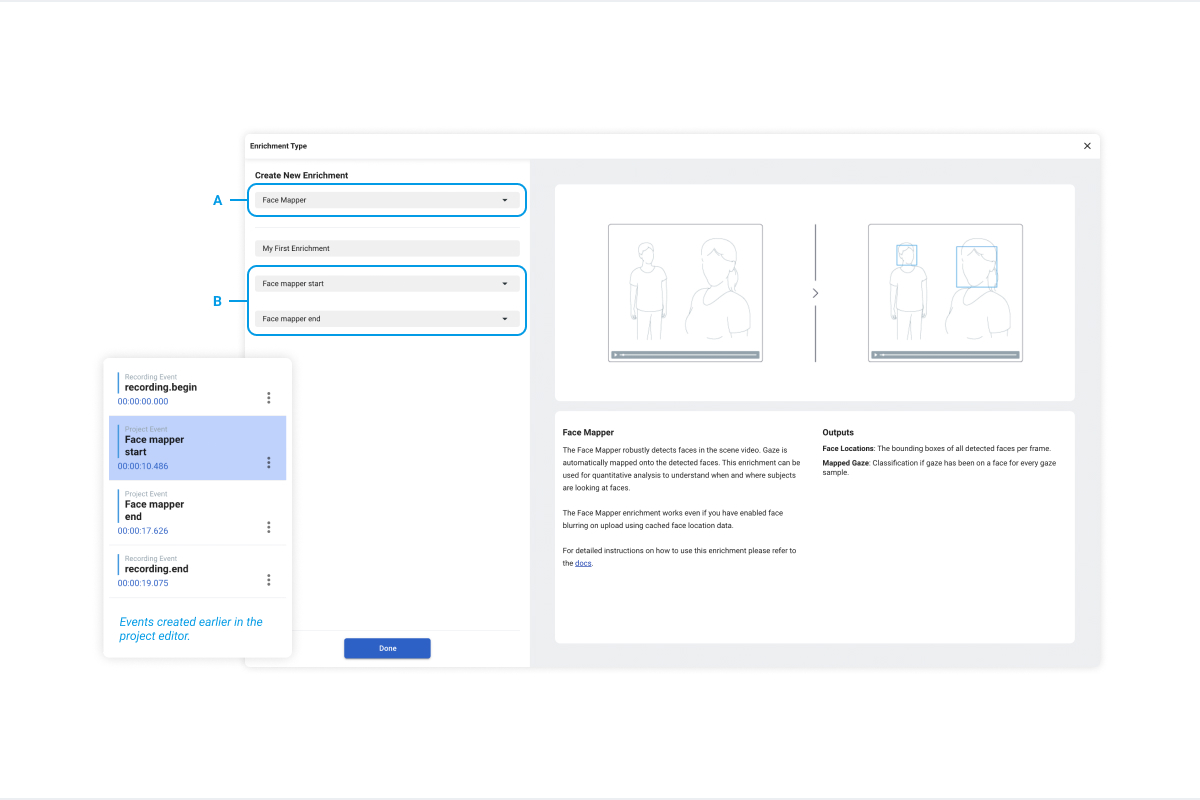 Enrichment Type
Create New Enrichment
A
Face Mapper
My First Enrichment
B
Face mapper start
Face mapper end
Recording Event
recording.begin
00:00:00.000
Project Event
Face mapper
start
00:00:10.486
Project Event
Face mapper
end
00:00:17.626
Recording Event
recording.end
00:00:19.075
Events created earlier in the
project editor.
Done
Face Mapper
The Face Mapper robustly detects faces in the scene video. Gaze is
automatically mapped onto the detected faces. This enrichment can be
used for quantitative analysis to understand when and where subjects
are looking at faces.
The Face Mapper enrichment works even if you have enabled face
blurring on upload using cached face location data.
For detailed instructions on how to use this enrichment please refer to
the docs.
Outputs
Face Locations: The bounding boxes of all detected faces per frame.
Mapped Gaze: Classification if gaze has been on a face for every gaze
sample.